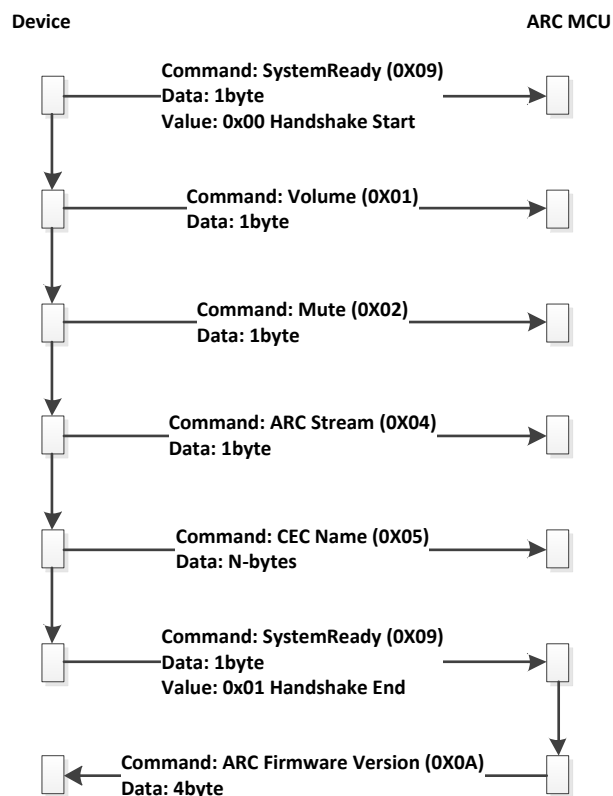 Device
ARC MCU
Command: SystemReady (0X09)
Data: 1byte
Value: 0x00 Handshake Start
Command: Volume (0X01)
Data: 1byte
Command: Mute (0X02)
Data: 1byte
Command: ARC Stream (0X04)
Data: 1byte
Command: CEC Name (0X05)
Data: N-bytes
Command: SystemReady (0X09)
Data: 1byte
Value: 0x01 Handshake End
Command: ARC Firmware Version (0X0A)
Data: 4byte